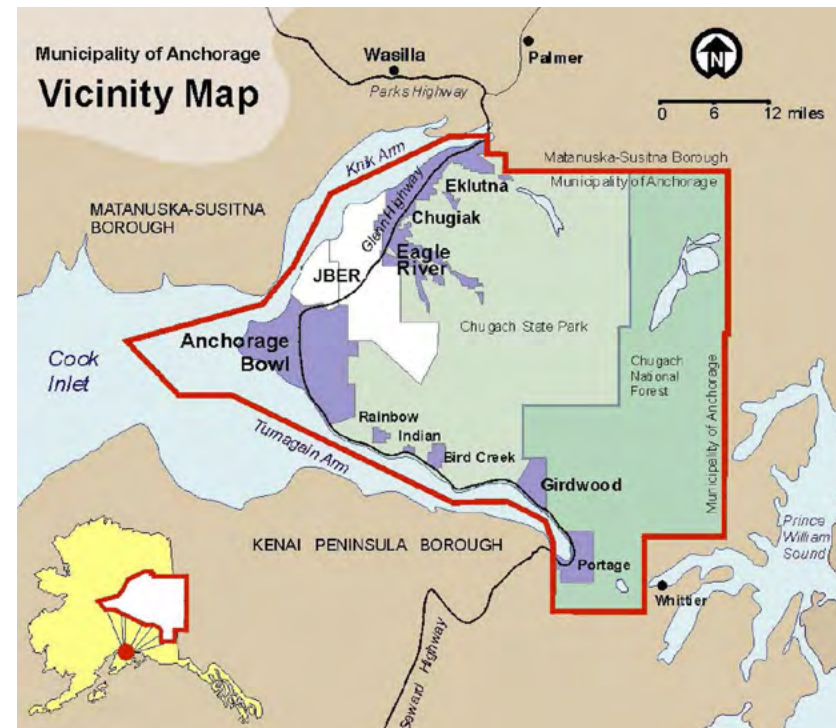 Municipality of Anchorage
Vicinity Map
Wasilla
Palmer
Parks Highway
N
0 6 12 miles
Knik Arm
Matanuska-Susitna Borough
Municipality of Anchorage
Eklutna
Glenn Highway
Chugiak
MATANUSKA-SUSITNA
BOROUGH
Eagle
River
JBER
Chugach State Park
Anchorage
Bowl
Cook
Inlet
Chugach
National
Forest
Municipality of Anchorage
Rainbow
Indian
Bird Creek
Turnagain Arm
Girdwood
Prince
William
Sound
KENAI PENINSULA BOROUGH
Portage
Whittier
Seward Highway